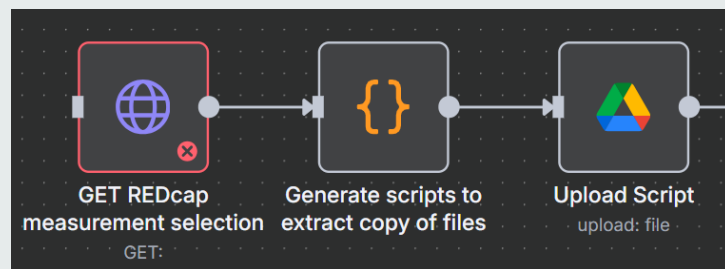 GET REDcap
measurement selection
GET:
Generate scripts to
extract copy of files
Upload Script
upload: file